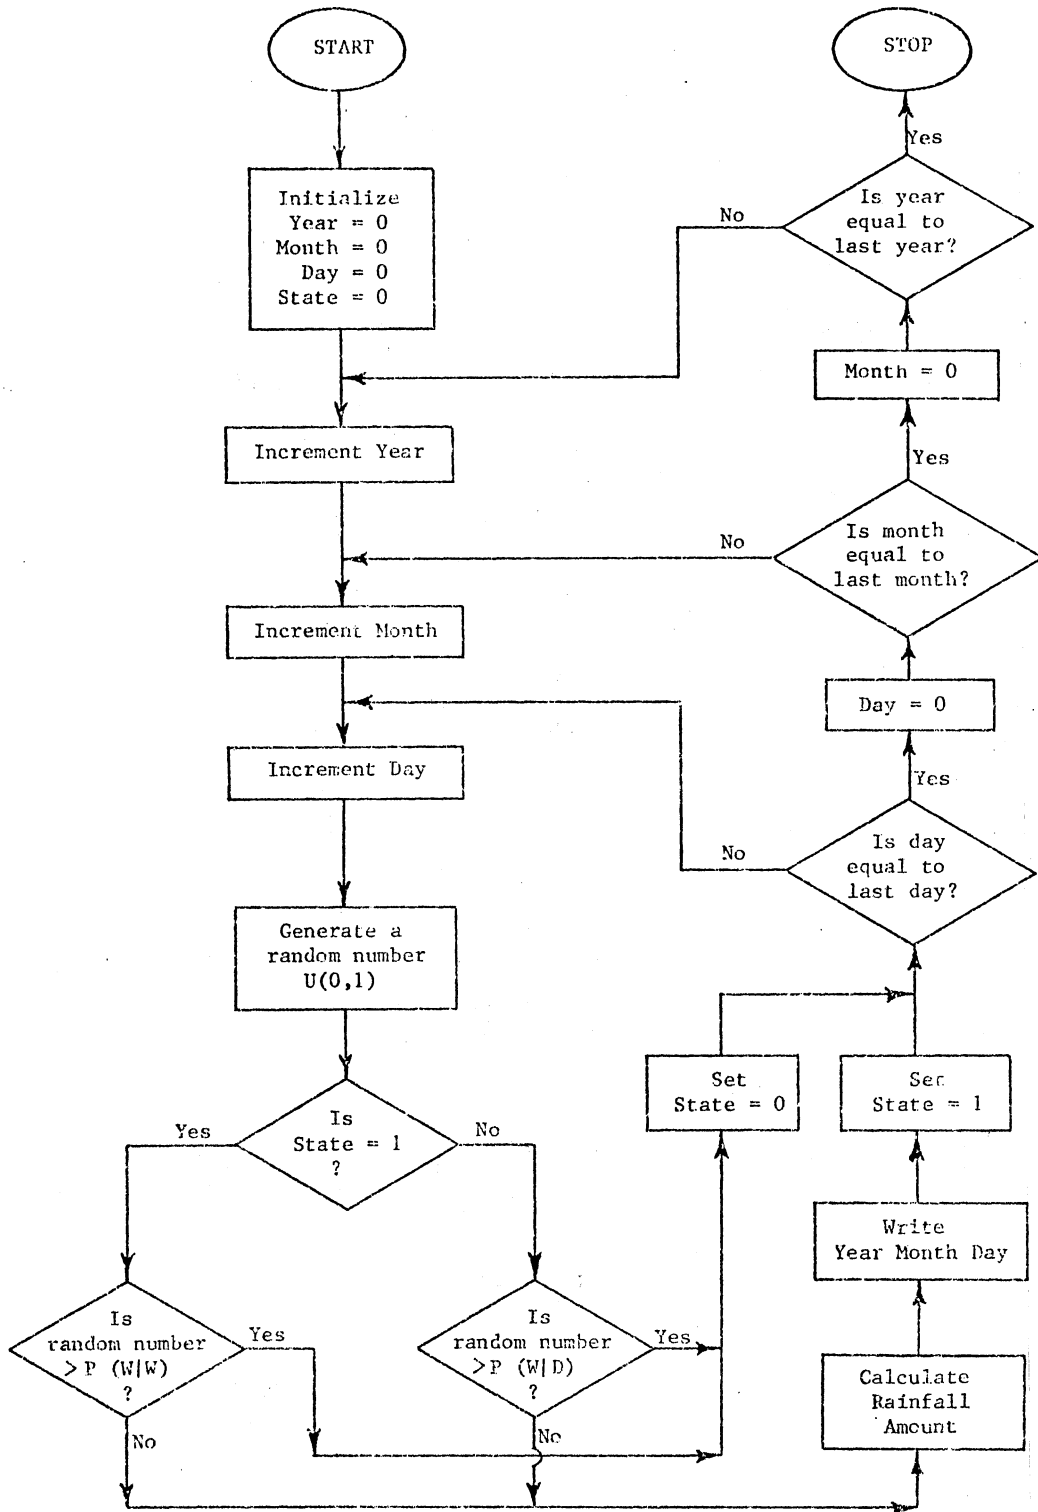 START
Initialize
Year = 0
Month = 0
Day = 0
State = 0
Increment Year
Increment Month
Increment Day
Generate a
random number
U(0,1)
Is
State = 1
?
Yes
No
Is
random number
>P (W|W)
?
Yes
No
Is
random number
>P (W|D)
?
Yes
No
Set
State = 0
Calculate
Rainfall
Amount
Write
Year Month Day
Set
State = 1
Is day
equal to
last day?
No
Yes
Day = 0
Is month
equal to
last month?
No
Yes
Month = 0
Is year
equal to
last year?
No
Yes
STOP